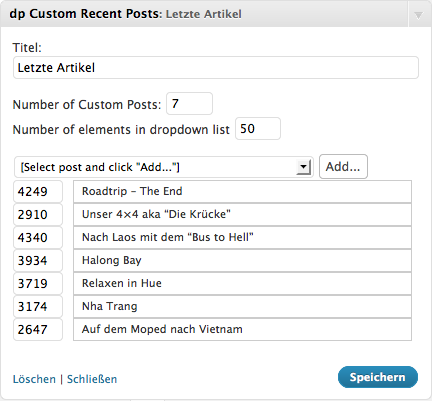 dp Custom Recent Posts: Letzte Artikel
Titel:
Letzte Artikel
Number of Custom Posts: 7
Number of elements in dropdown list 50
[Select post and click "Add..."] Add...
4249 Roadtrip – The End
2910 Unser 4×4 aka “Die Krücke”
4340 Nach Laos mit dem “Bus to Hell”
3934 Halong Bay
3719 Relaxen in Hue
3174 Nha Trang
2647 Auf dem Moped nach Vietnam
Löschen | Schließen Speichern